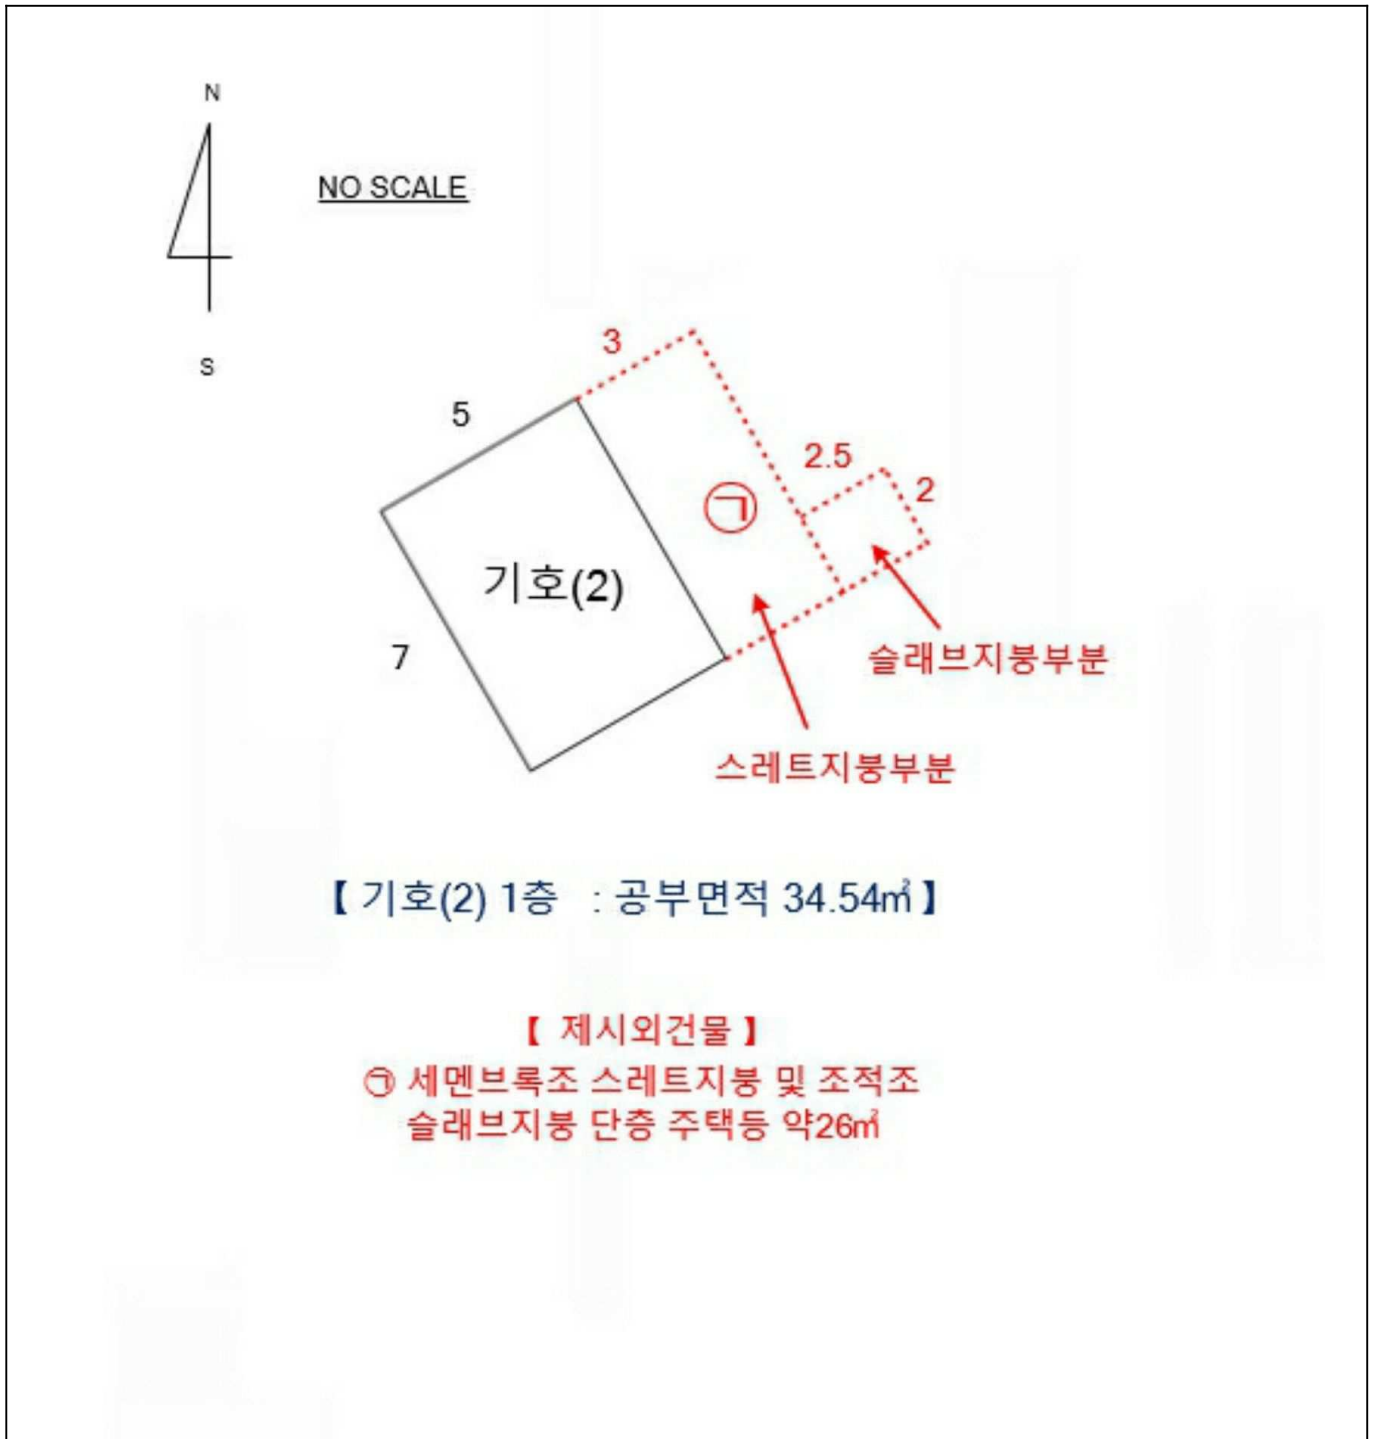 N
NO SCALE
S
3
5
2.5
2
㉠
기호(2)
7
슬래브지붕부분
스레트지붕부분
【 기호(2) 1층 : 공부면적 34.54㎡ 】
【 제시외건물 】
㉠ 세멘브록조 스레트지붕 및 조적조
슬래브지붕 단층 주택등 약26㎡